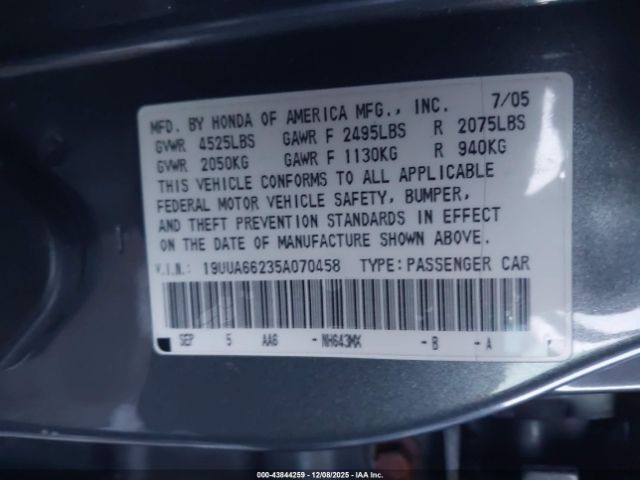 MFD. BY HONDA OF AMERICA MFG., INC. 7/05
GVWR 4525LBS GAWR F 2495LBS R 2075LBS
GVWR 2050KG GAWR F 1130KG R 940KG
THIS VEHICLE CONFORMS TO ALL APPLICABLE
FEDERAL MOTOR VEHICLE SAFETY, BUMPER,
AND THEFT PREVENTION STANDARDS IN EFFECT
ON THE DATE OF MANUFACTURE SHOWN ABOVE.
V.I.N.: 19UUA66235A070458 TYPE: PASSENGER CAR
SEP 5 AA6 -NH643MX -B -A
000-43844259 - 12/08/2025 - IAA Inc.